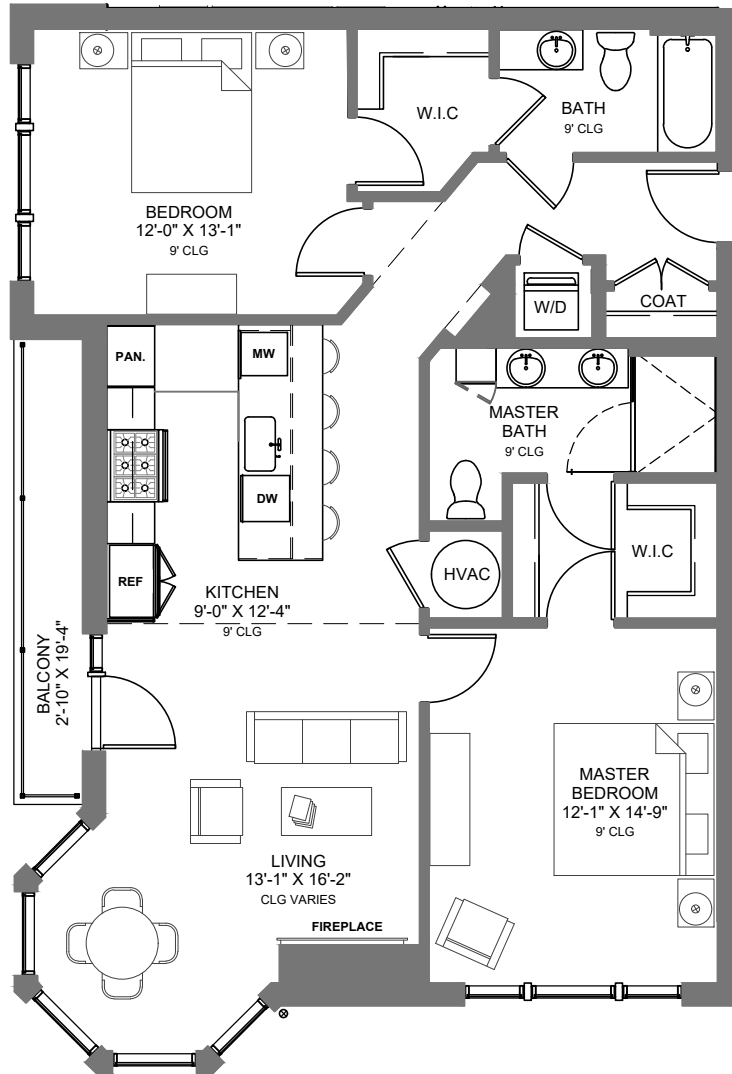 W.I.C
BATH
9' CLG
BEDROOM
12'-0" X 13'-1"
9' CLG
W/D
COAT
PAN.
MW
MASTER
BATH
9' CLG
DW
REF
HVAC
W.I.C
KITCHEN
9'-0" X 12'-4"
9' CLG
BALCONY
2'-10" X 19'-4"
MASTER
BEDROOM
12'-1" X 14'-9"
9' CLG
LIVING
13'-1" X 16'-2"
CLG VARIES
FIREPLACE